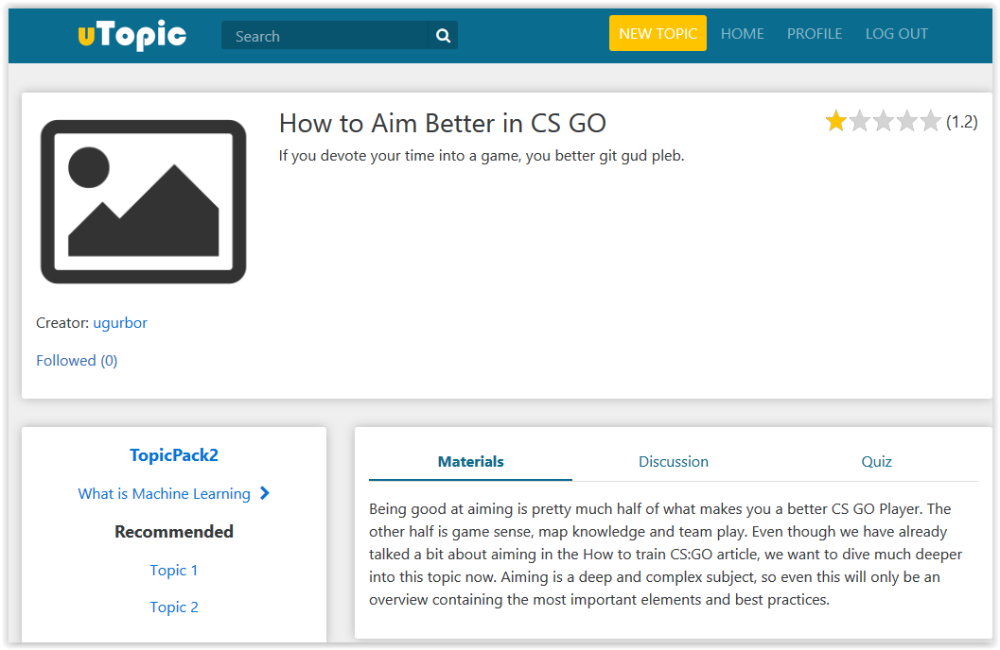 uTopic
Search
NEW TOPIC
HOME
PROFILE
LOG OUT
How to Aim Better in CS GO
(1.2)
If you devote your time into a game, you better git gud pleb.
Creator: ugurbor
Followed (0)
TopicPack2
What is Machine Learning
Recommended
Topic 1
Topic 2
Materials
Discussion
Quiz
Being good at aiming is pretty much half of what makes you a better CS GO Player. The
other half is game sense, map knowledge and team play. Even though we have already
talked a bit about aiming in the How to train CS:GO article, we want to dive much deeper
into this topic now. Aiming is a deep and complex subject, so even this will only be an
overview containing the most important elements and best practices.